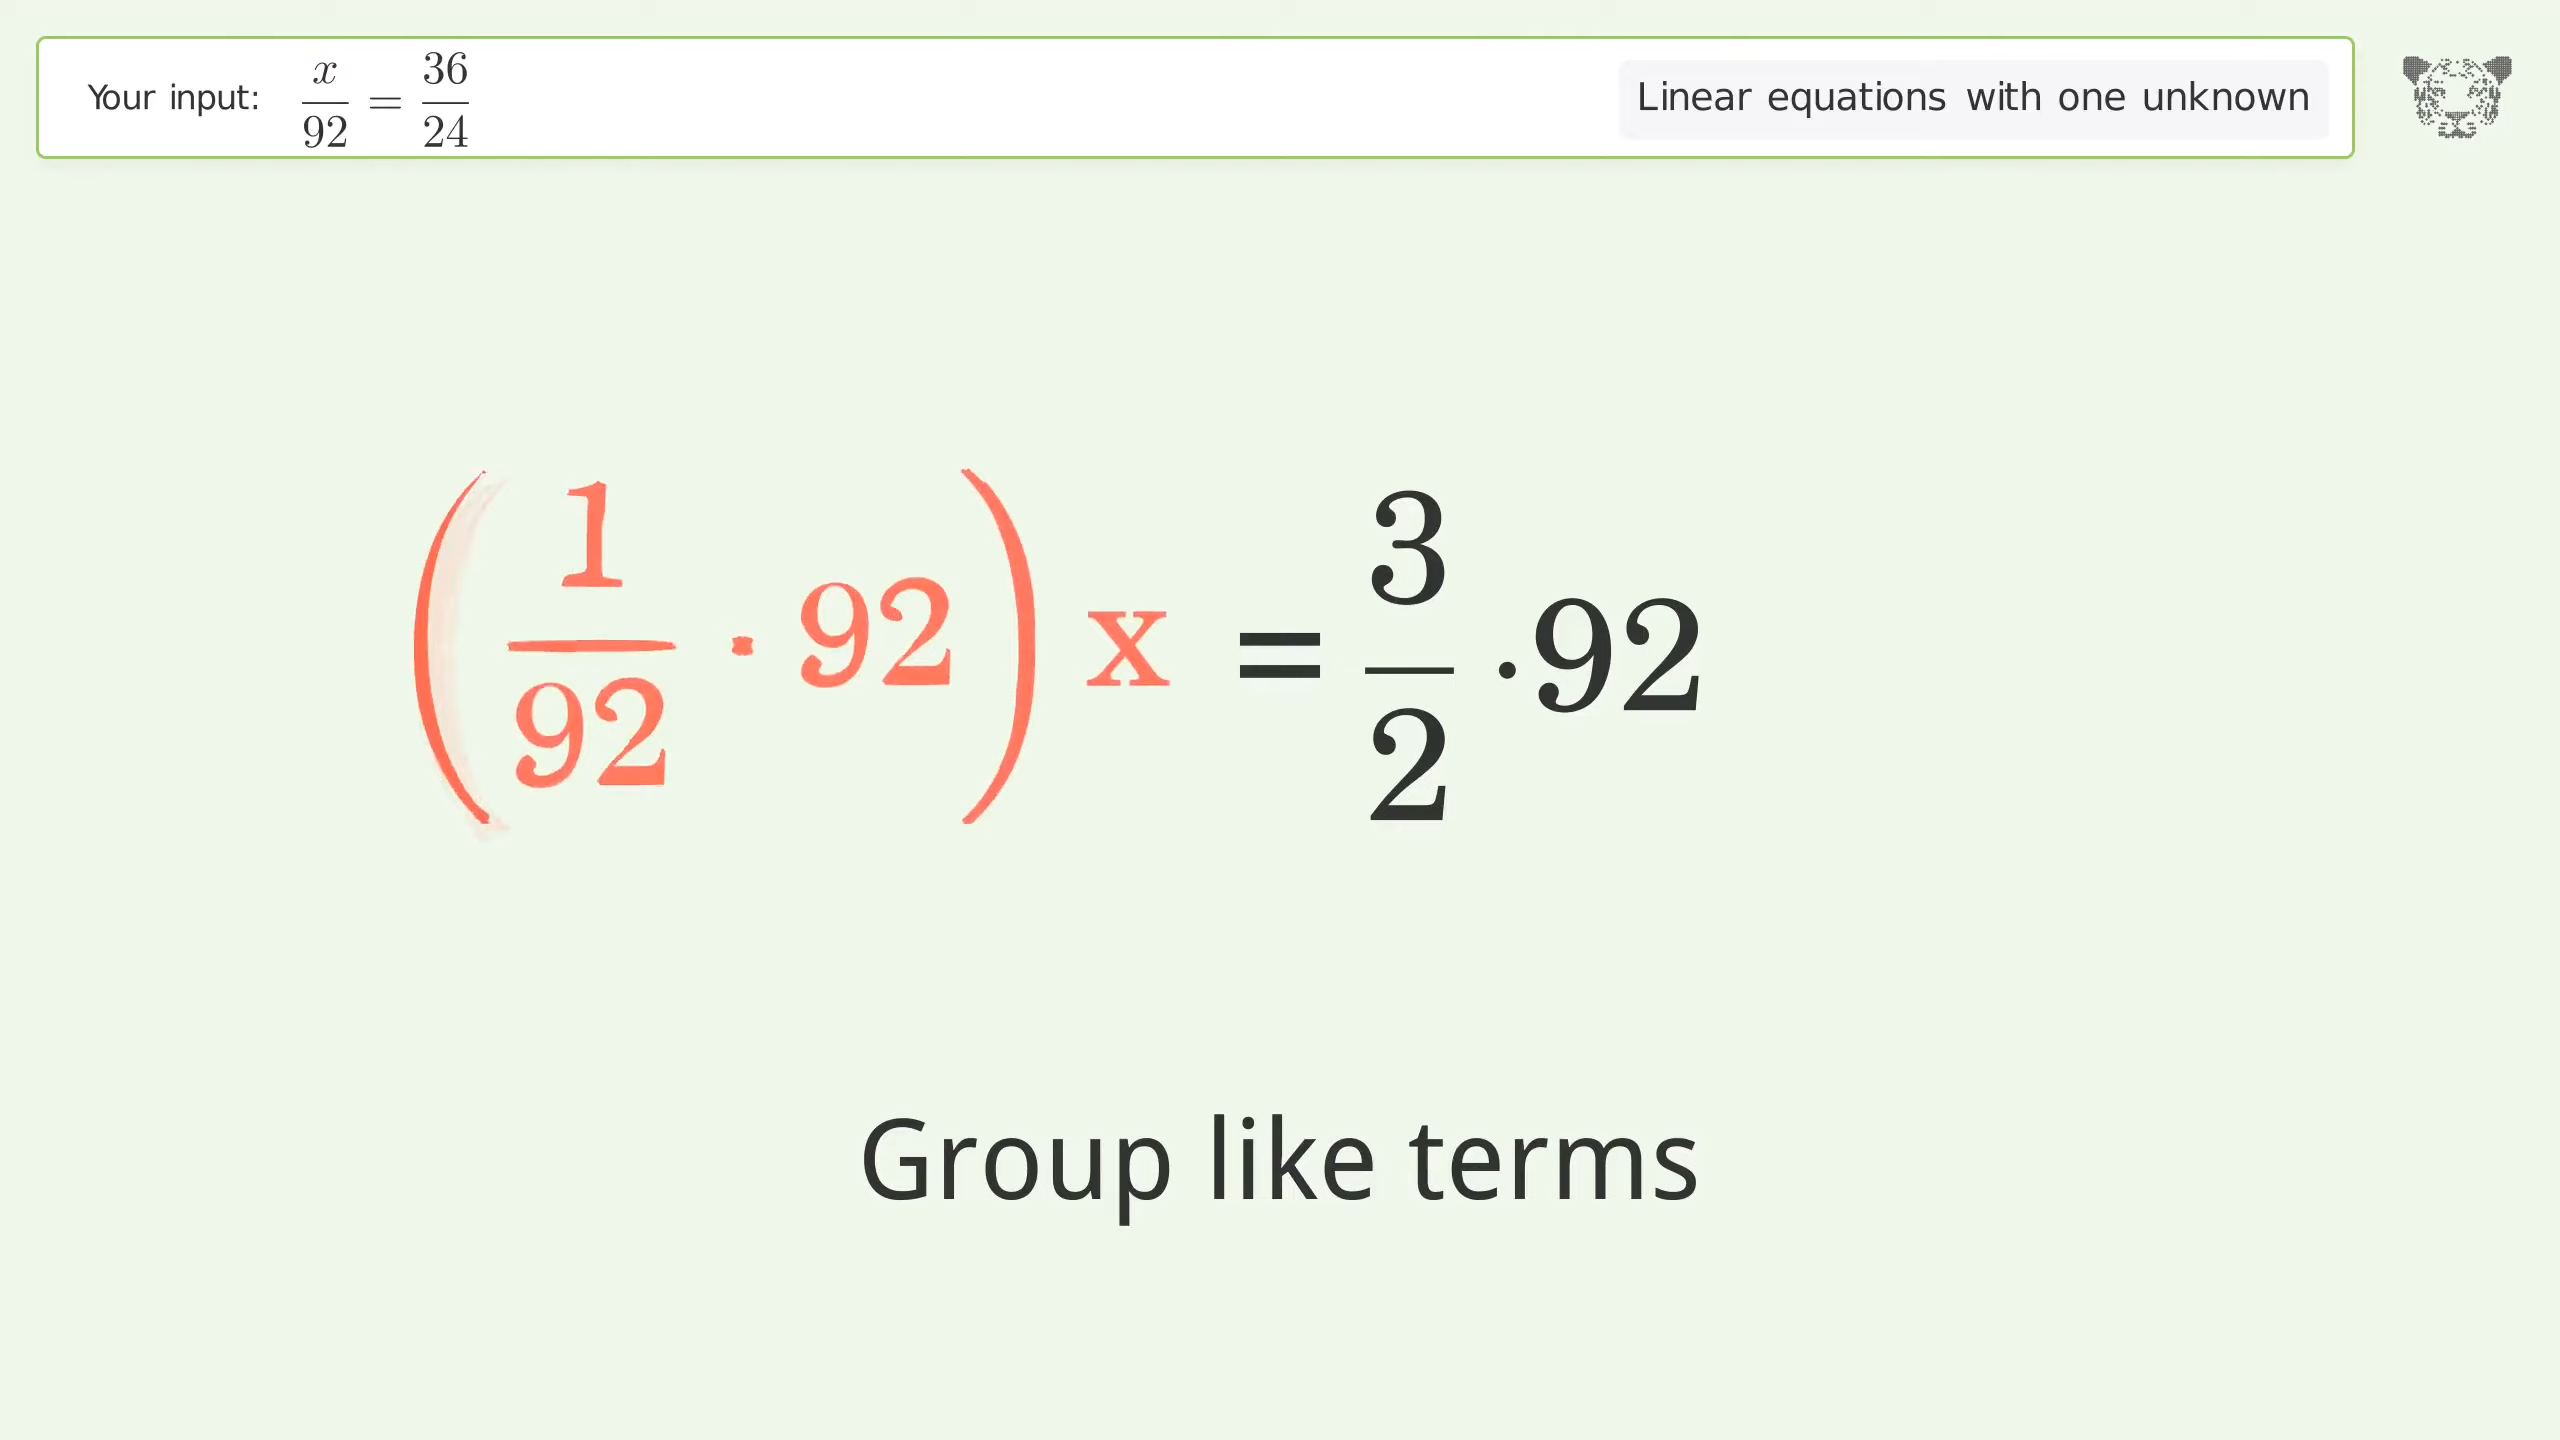 Your input: x/92 = 36/24
Linear equations with one unknown
(1/92 · 92) x = 3/2 · 92
Group like terms